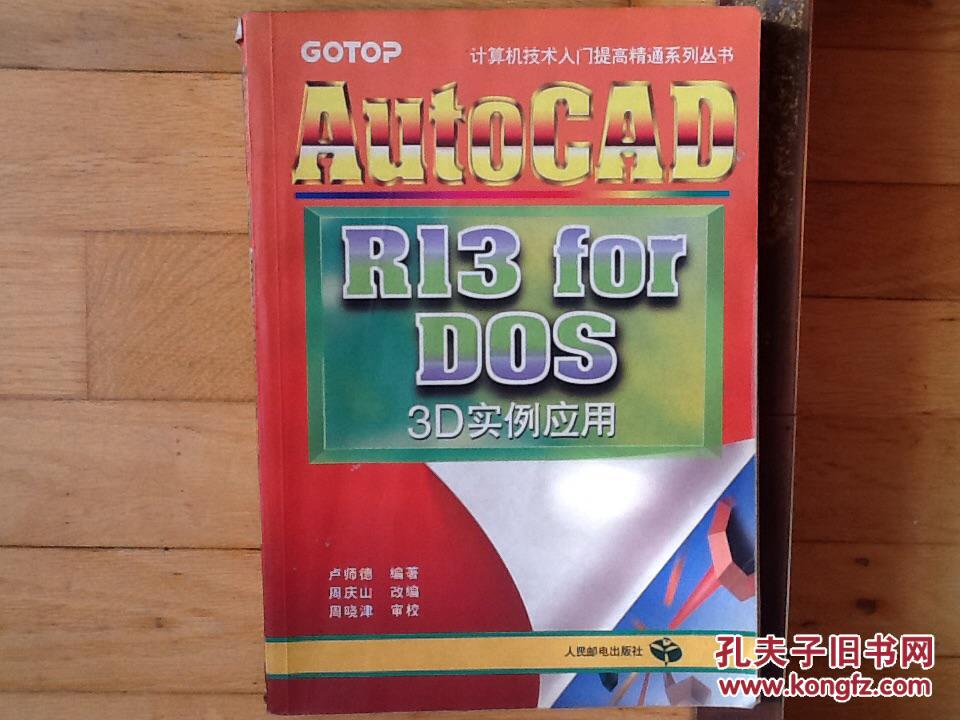 GOTOP
计算机技术入门提高精通系列丛书
AutoCAD
R13 for
DOS
3D实例应用
卢师德 编著
周庆山 改编
周晓津 审校
人民邮电出版社
孔夫子旧书网
www.kongfz.com